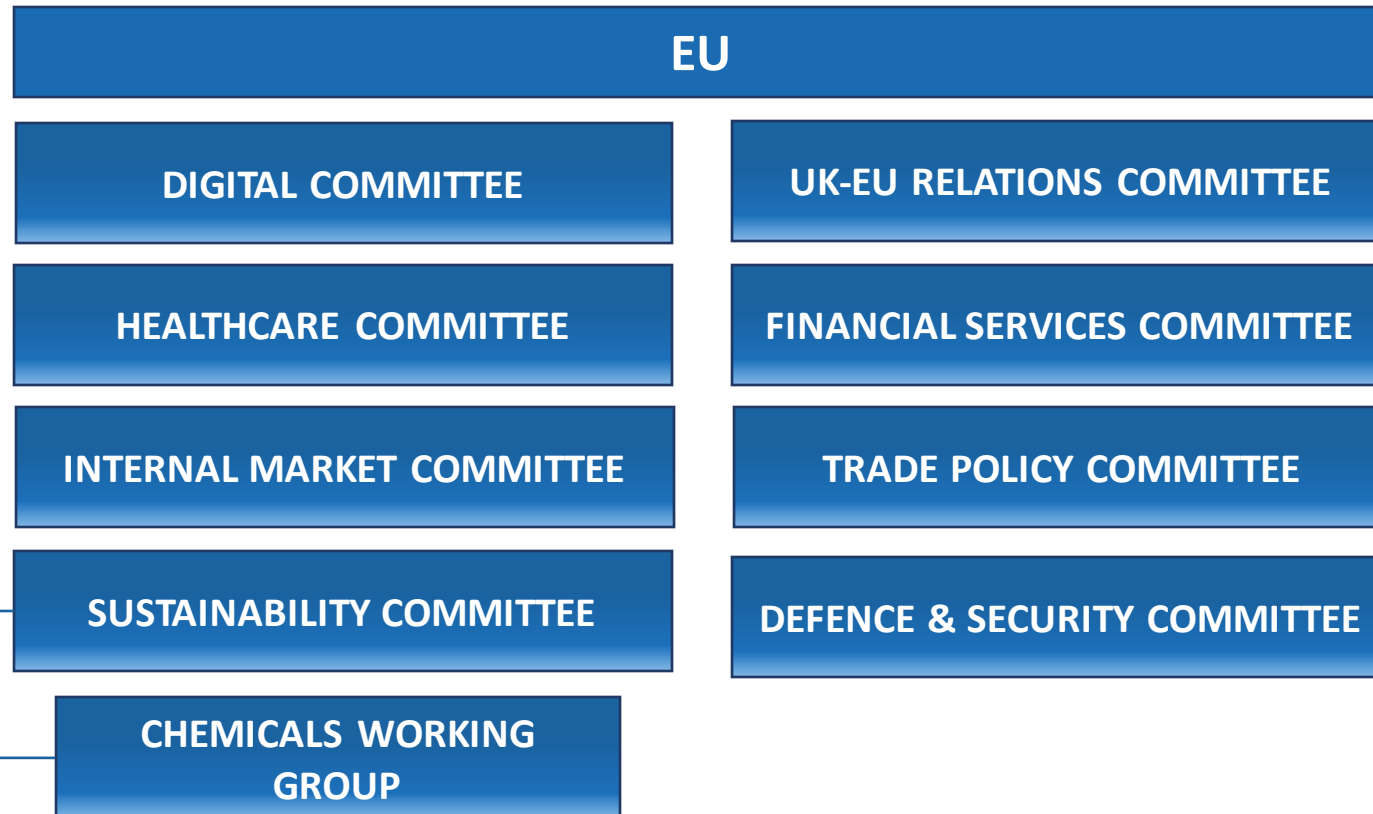 EU
DIGITAL COMMITTEE
UK-EU RELATIONS COMMITTEE
HEALTHCARE COMMITTEE
FINANCIAL SERVICES COMMITTEE
INTERNAL MARKET COMMITTEE
TRADE POLICY COMMITTEE
SUSTAINABILITY COMMITTEE
DEFENCE & SECURITY COMMITTEE
CHEMICALS WORKING
GROUP